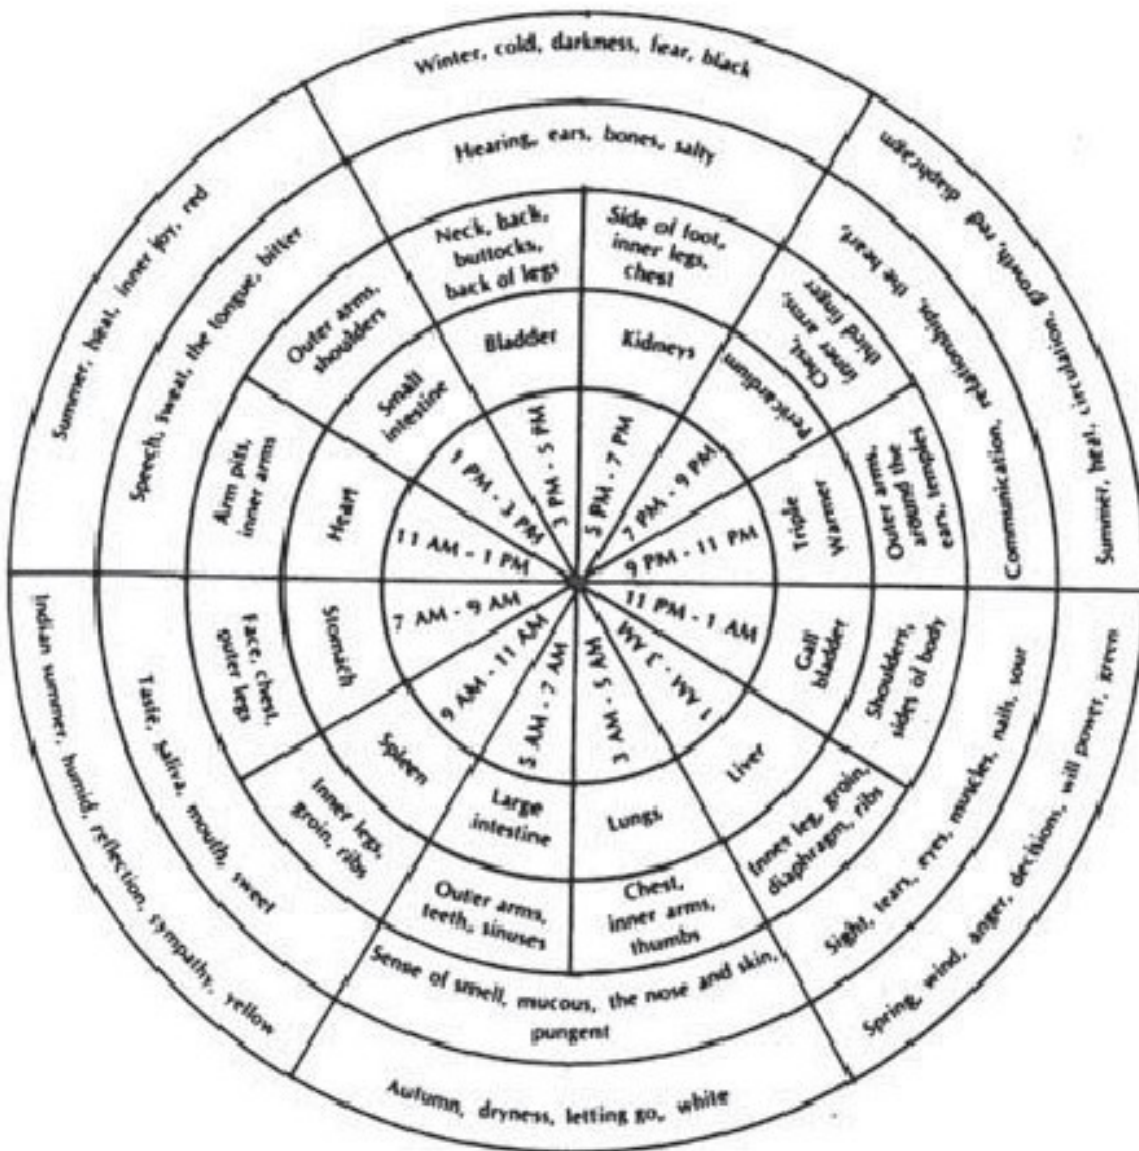 Winter, cold, darkness, fear, black
Hearing, ears, bones, salty
Neck, back,
buttocks,
back of legs
Side of foot,
inner legs,
chest
Bladder
Kidneys
3 PM - 5 PM
5 PM - 7 PM
Summer, heat, circulation, growth, red
Communication, relationships, the heart,
diaphragm
Chest,
inner arms,
third finger
Pericardium
7 PM - 9 PM
Outer arms,
around the
ears, temples
Triple
Warmer
9 PM - 11 PM
11 PM - 1 AM
Gall
bladder
Shoulders,
sides of body
Sight, tears, eyes, muscles, nails, sour
Spring, wind, anger, decisions, will power, green
1 AM - 3 AM
Liver
Inner leg, groin,
diaphragm, ribs
3 AM - 5 AM
Lungs
Chest,
inner arms,
thumbs
5 AM - 7 AM
Large
intestine
Outer arms,
teeth, sinuses
Sense of smell, mucous, the nose and skin,
pungent
Autumn, dryness, letting go, white
9 AM - 11 AM
Spleen
Inner legs,
groin, ribs
7 AM - 9 AM
Stomach
Face, chest,
outer legs
Taste, saliva, mouth, sweet
Indian summer, humid, reflection, sympathy, yellow
11 AM - 1 PM
Heart
Arm pits,
inner arms
1 PM - 3 PM
Small
intestine
Outer arms,
shoulders
Speech, sweat, the tongue, bitter
Summer, heat, inner joy, red